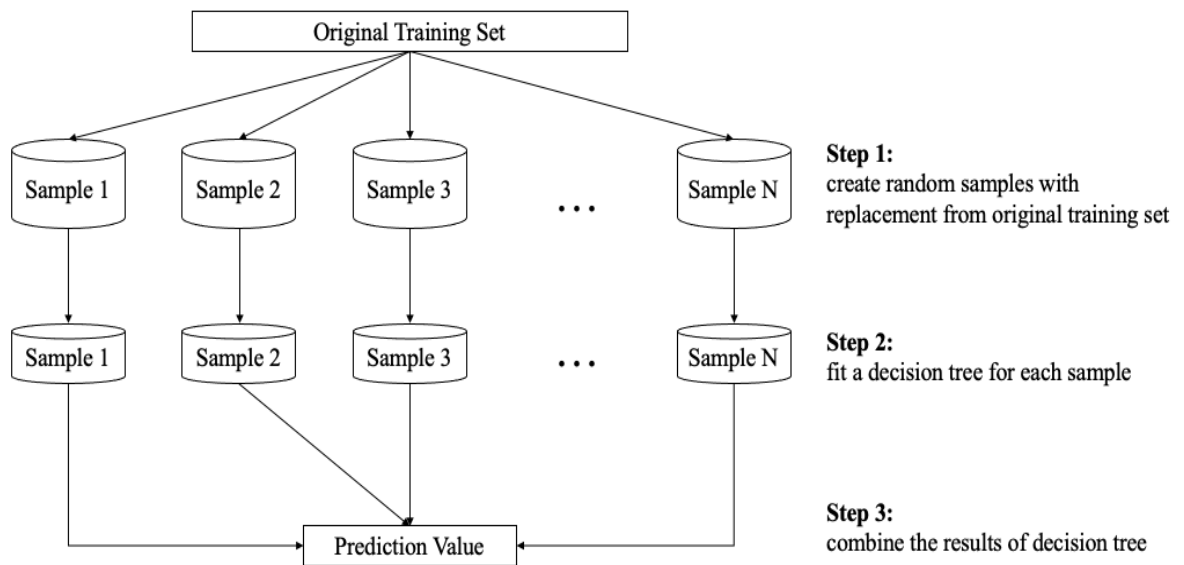 Original Training Set
Sample 1
Sample 2
Sample 3
...
Sample N
Step 1:
create random samples with
replacement from original training set
Sample 1
Sample 2
Sample 3
...
Sample N
Step 2:
fit a decision tree for each sample
Prediction Value
Step 3:
combine the results of decision tree